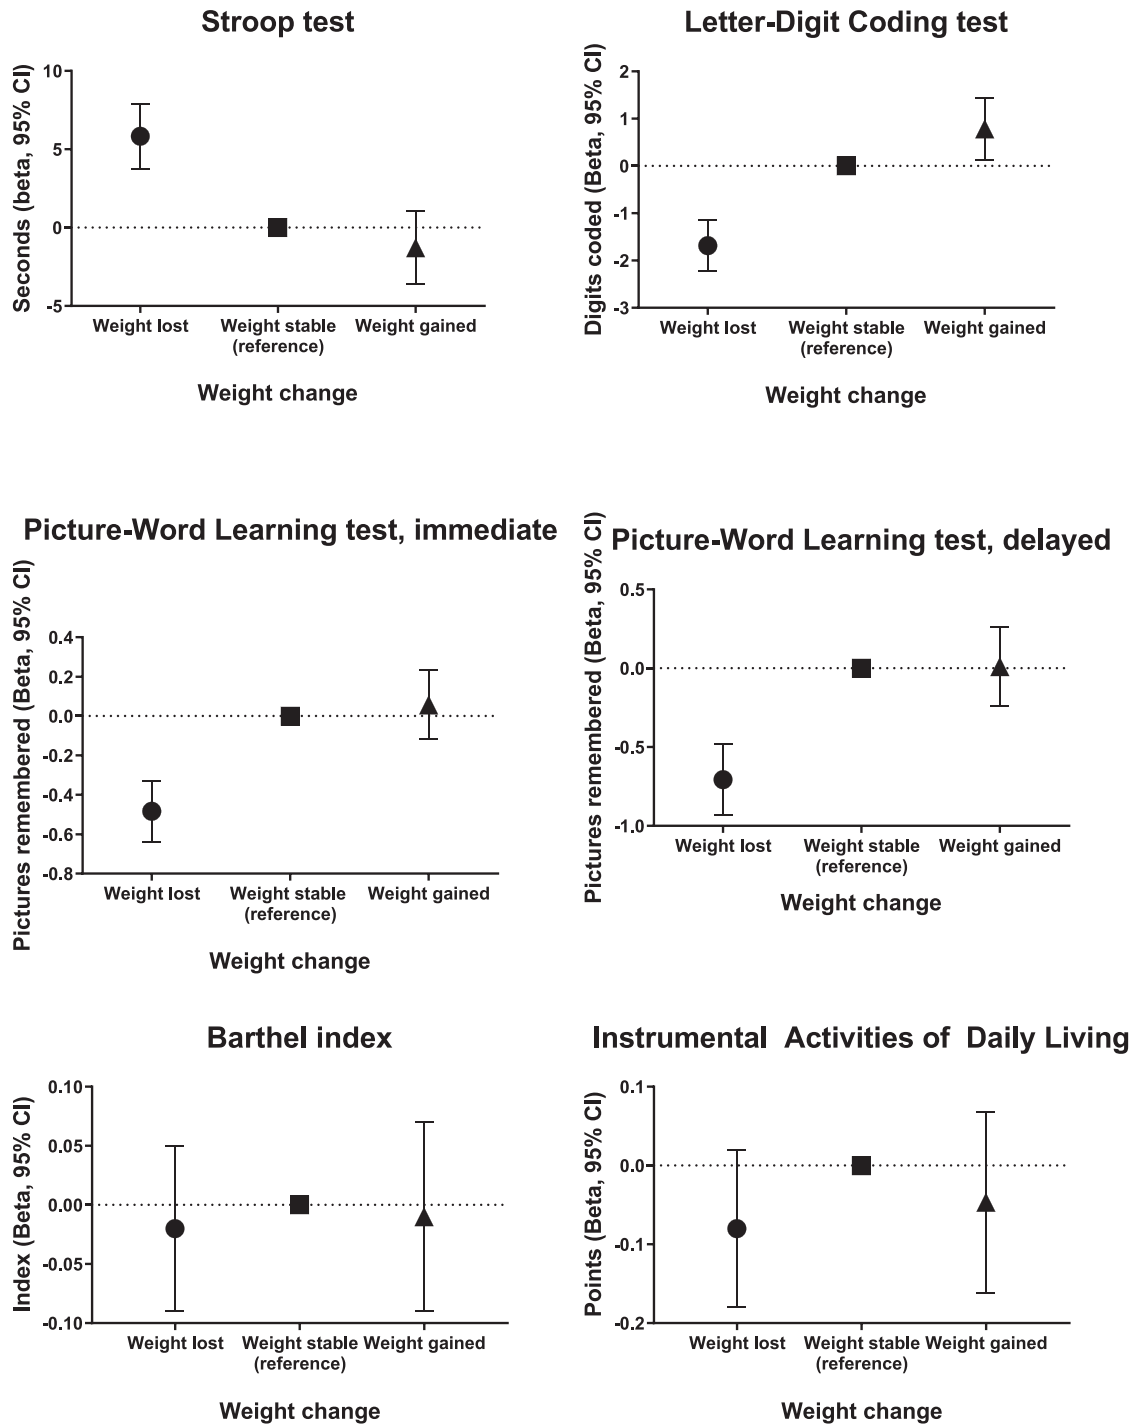 Stroop test
Seconds (beta, 95% CI)
10
5
0
-5
Weight lost
Weight stable
(reference)
Weight gained
Weight change
Letter-Digit Coding test
Digits coded (Beta, 95% CI)
2
1
0
-1
-2
-3
Weight lost
Weight stable
(reference)
Weight gained
Weight change
Picture-Word Learning test, immediate
Pictures remembered (Beta, 95% CI)
0.4
0.2
0.0
-0.2
-0.4
-0.6
-0.8
Weight lost
Weight stable
(reference)
Weight gained
Weight change
Picture-Word Learning test, delayed
Pictures remembered (Beta, 95% CI)
0.5
0.0
-0.5
-1.0
Weight lost
Weight stable
(reference)
Weight gained
Weight change
Barthel index
Index (Beta, 95% CI)
0.10
0.05
0.00
-0.05
-0.10
Weight lost
Weight stable
(reference)
Weight gained
Weight change
Instrumental Activities of Daily Living
Points (Beta, 95% CI)
0.1
0.0
-0.1
-0.2
Weight lost
Weight stable
(reference)
Weight gained
Weight change